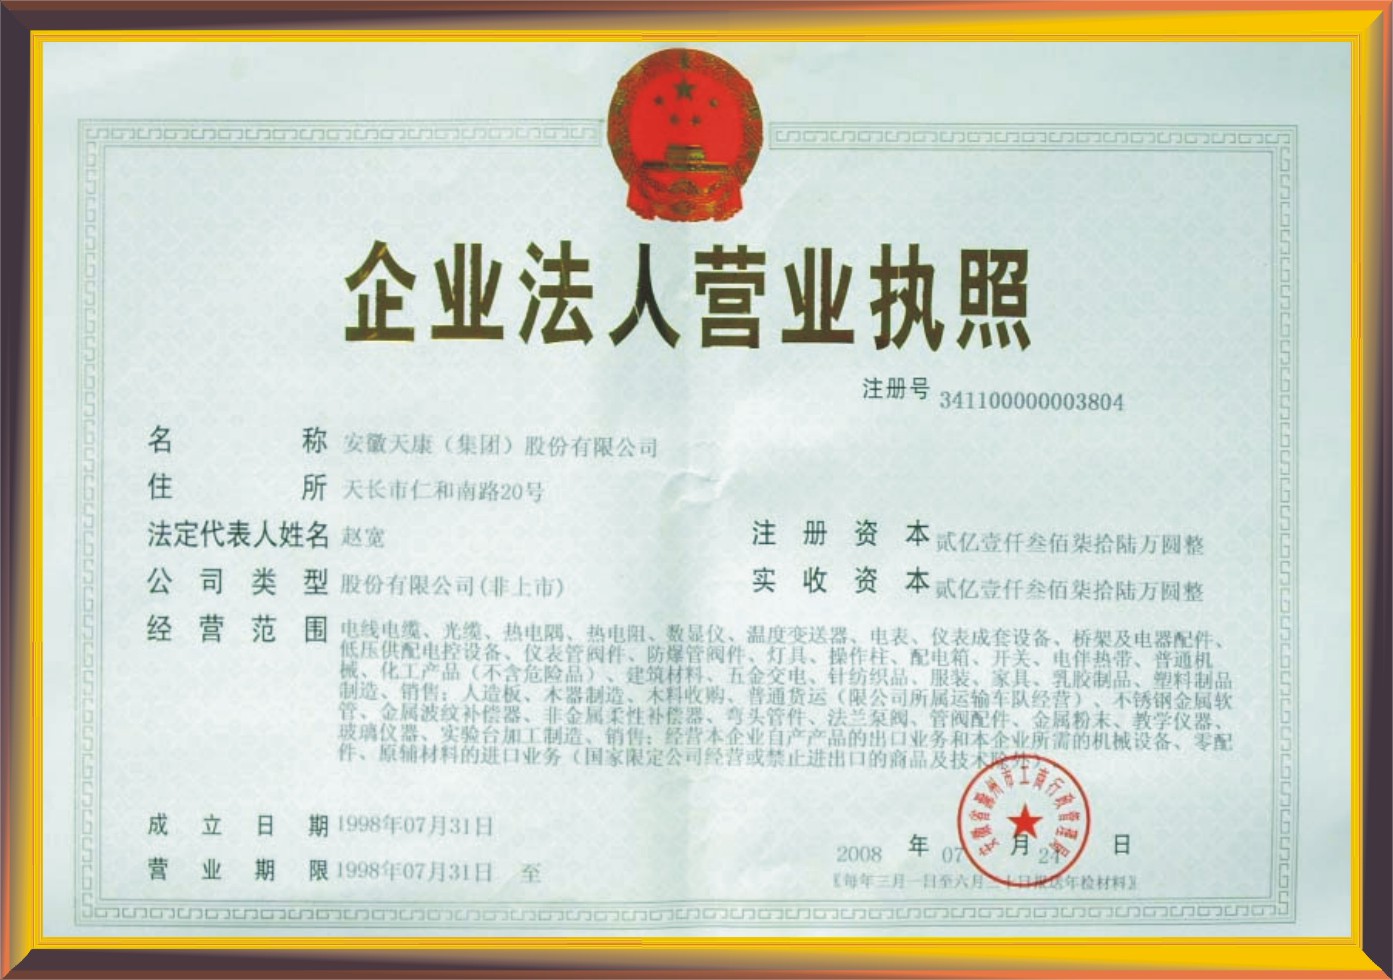 企业法人营业执照
注册号 341100000003804
名称 安徽天康（集团）股份有限公司
住所 天长市仁和南路20号
法定代表人姓名 赵宽
注册资本 贰亿壹仟叁佰柒拾陆万圆整
公司类型 股份有限公司(非上市)
实收资本 贰亿壹仟叁佰柒拾陆万圆整
经营范围 电线电缆、光缆、热电隅、热电阻、数显仪、温度变送器、电表、仪表成套设备、桥架及电器配件、
低压供配电控设备、仪表管阀件、防爆管阀件、灯具、操作柱、配电箱、开关、电伴热带、普通机
械、化工产品（不含危险品）、建筑材料、五金交电、针纺织品、服装、家具、乳胶制品、塑料制品
制造、销售；人造板、木器制造、木料收购、普通货运（限公司所属运输车队经营）、不锈钢金属软
管、金属波纹补偿器、非金属柔性补偿器、弯头管件、法兰泵阀、管阀配件、金属粉末、教学仪器、
玻璃仪器、实验台加工制造、销售；经营本企业自产产品的出口业务和本企业所需的机械设备、零配
件、原辅材料的进口业务（国家限定公司经营或禁止进出口的商品及技术除外）
安徽省滁州市工商行政管理局
成立日期 1998年07月31日
2008 年 07 月 24 日
营业期限 1998年07月31日 至
〖每年三月一日至六月三十日报送年检材料〗